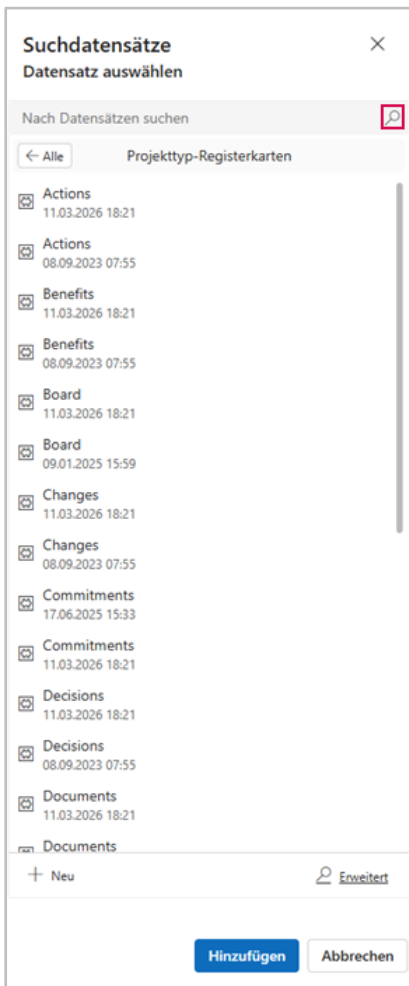 Suchdatensätze
Datensatz auswählen
Nach Datensätzen suchen
← Alle Projekttyp-Registerkarten
Actions
11.03.2026 18:21
Actions
08.09.2023 07:55
Benefits
11.03.2026 18:21
Benefits
08.09.2023 07:55
Board
11.03.2026 18:21
Board
09.01.2025 15:59
Changes
11.03.2026 18:21
Changes
08.09.2023 07:55
Commitments
17.06.2025 15:33
Commitments
11.03.2026 18:21
Decisions
11.03.2026 18:21
Decisions
08.09.2023 07:55
Documents
11.03.2026 18:21
Documents
+ Neu Erweitert
Hinzufügen Abbrechen